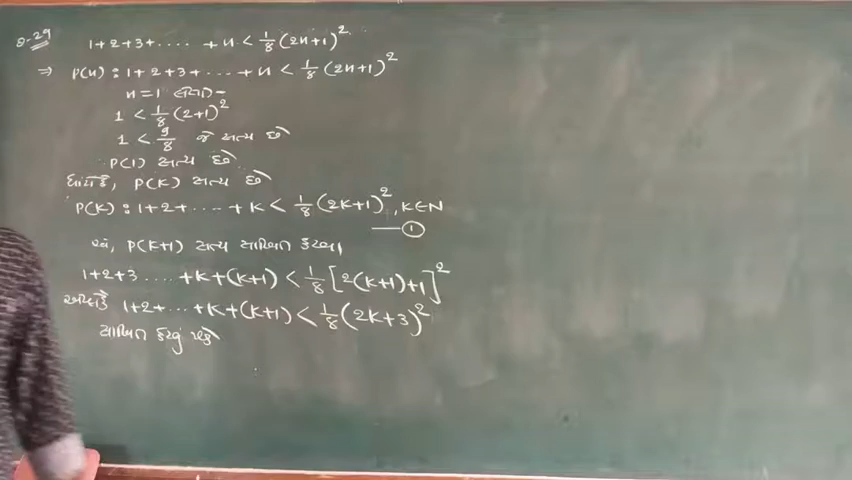 પ્ર-29 1+2+3+.... +n < 1/8 (2n+1)²
⇒ P(n) : 1+2+3+...+n < 1/8 (2n+1)²
n=1 લેતા-
1 < 1/8 (2+1)²
1 < 9/8 જે સત્ય છે
P(1) સત્ય છે
ધારોકે, P(K) સત્ય છે
P(K) : 1+2+....+K < 1/8 (2K+1)², K∈N
—— ①
હવે, P(K+1) સત્ય સાબિત કરવા
1+2+3 .... +K+(K+1) < 1/8 [2(K+1)+1]²
1+2+...+K+(K+1) < 1/8 (2K+3)²
સાબિત કરવું પડે